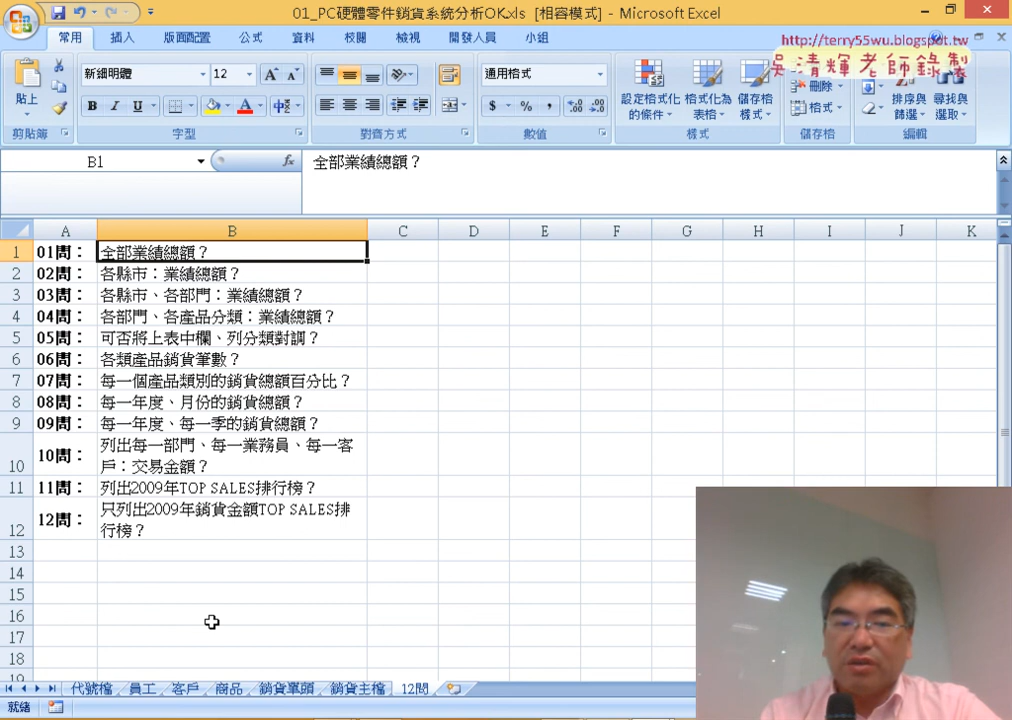 01_PC硬體零件銷貨系統分析OK.xls [相容模式] - Microsoft Excel
常用 插入 版面配置 公式 資料 校閱 檢視 開發人員 小組
http://terry55wu.blogspot.tw
吳清輝老師錄製
貼上
新細明體 12
B I U
通用格式
$ % ,
設定格式化的條件 格式化為表格 儲存格樣式
刪除
格式
排序與篩選 尋找與選取
剪貼簿 字型 對齊方式 數值 樣式 儲存格 編輯
B1 fx 全部業績總額？
A B C D E F G H I J K
1 01問： 全部業績總額？
2 02問： 各縣市：業績總額？
3 03問： 各縣市、各部門：業績總額？
4 04問： 各部門、各產品分類：業績總額？
5 05問： 可否將上表中欄、列分類對調？
6 06問： 各類產品銷貨筆數？
7 07問： 每一個產品類別的銷貨總額百分比？
8 08問： 每一年度、月份的銷貨總額？
9 09問： 每一年度、每一季的銷貨總額？
10 10問： 列出每一部門、每一業務員、每一客
戶：交易金額？
11 11問： 列出2009年TOP SALES排行榜？
12 12問： 只列出2009年銷貨金額TOP SALES排
行榜？
13
14
15
16
17
18
19
代號檔 員工 客戶 商品 銷貨單頭 銷貨主檔 12問
就緒